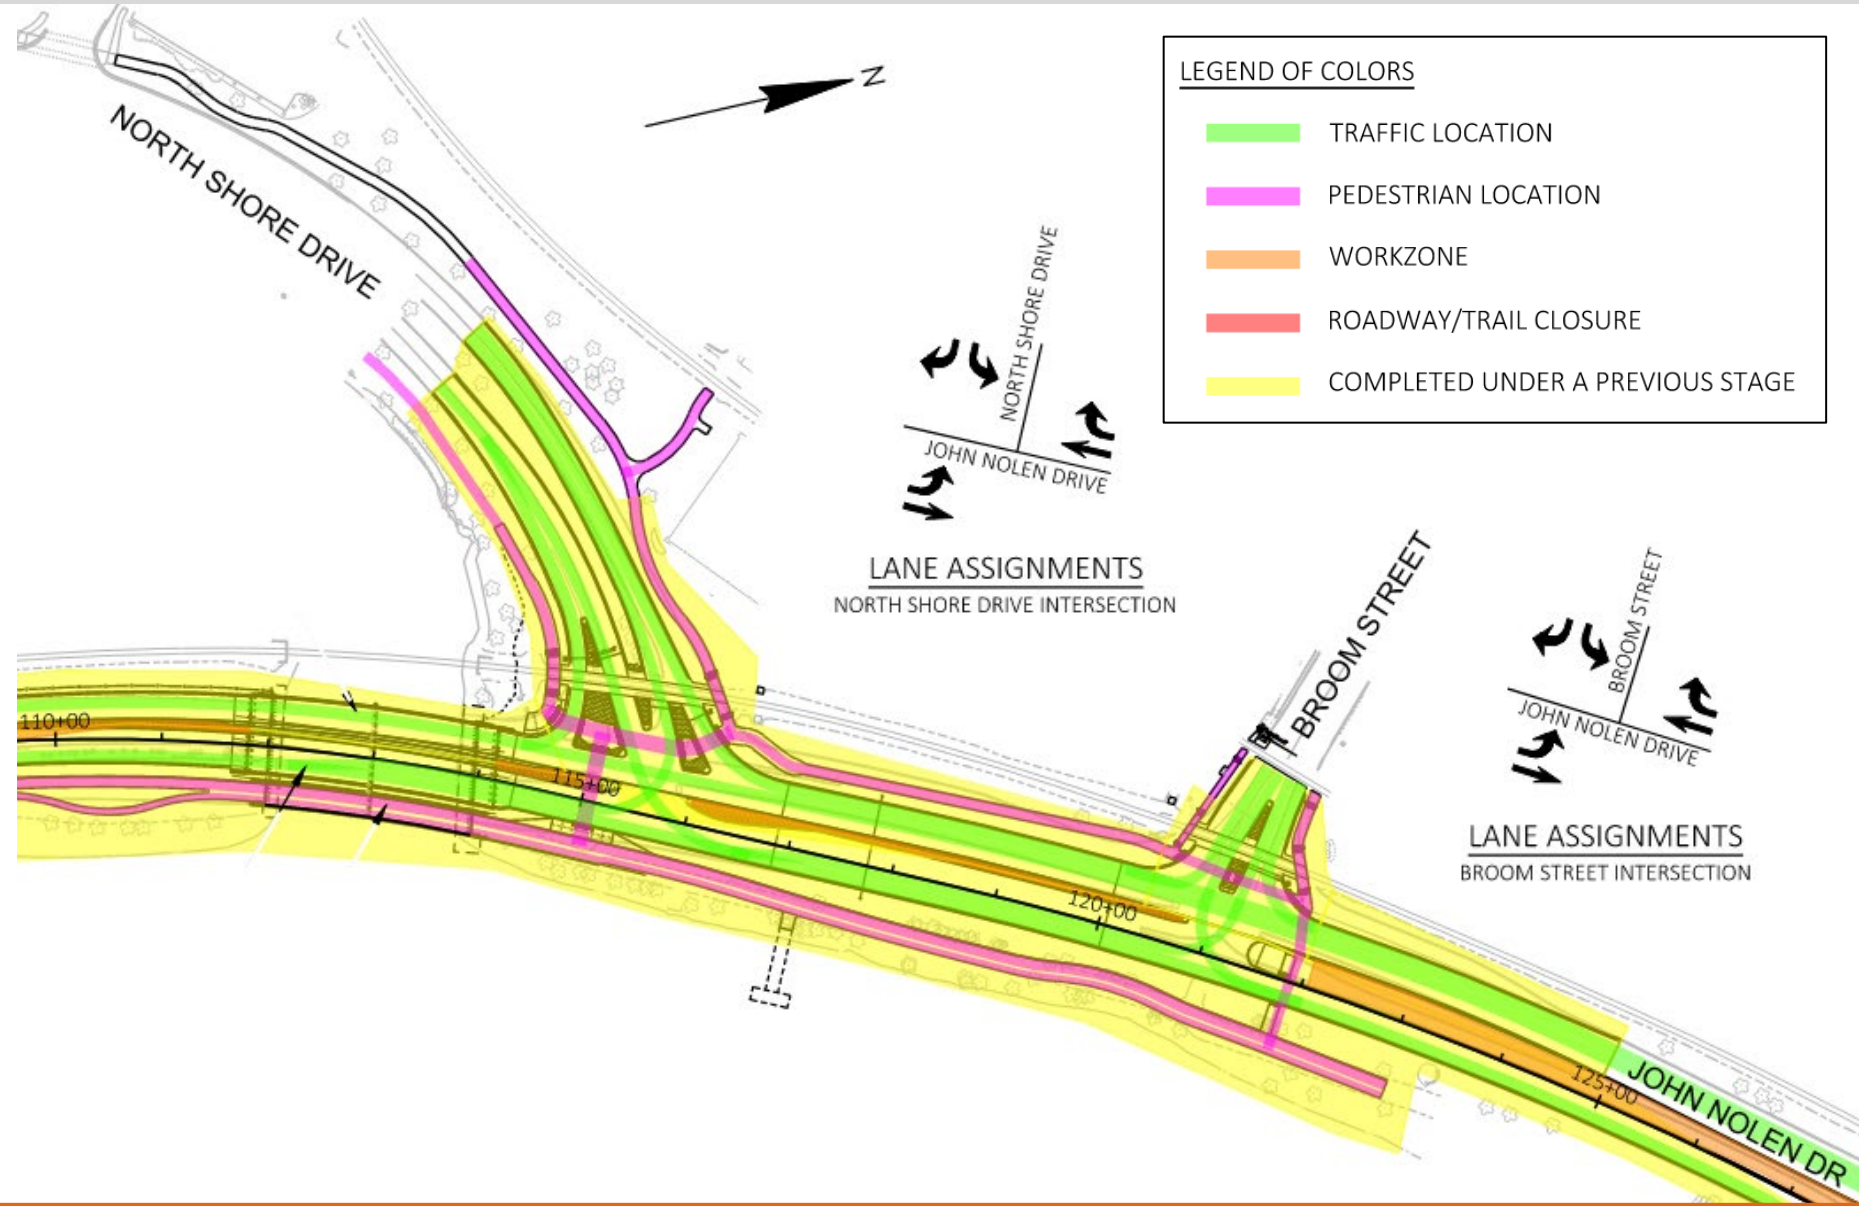 N
LEGEND OF COLORS
TRAFFIC LOCATION
PEDESTRIAN LOCATION
WORKZONE
ROADWAY/TRAIL CLOSURE
COMPLETED UNDER A PREVIOUS STAGE
NORTH SHORE DRIVE
NORTH SHORE DRIVE
JOHN NOLEN DRIVE
LANE ASSIGNMENTS
NORTH SHORE DRIVE INTERSECTION
BROOM STREET
BROOM STREET
JOHN NOLEN DRIVE
LANE ASSIGNMENTS
BROOM STREET INTERSECTION
110+00
115+00
120+00
125+00
JOHN NOLEN DR